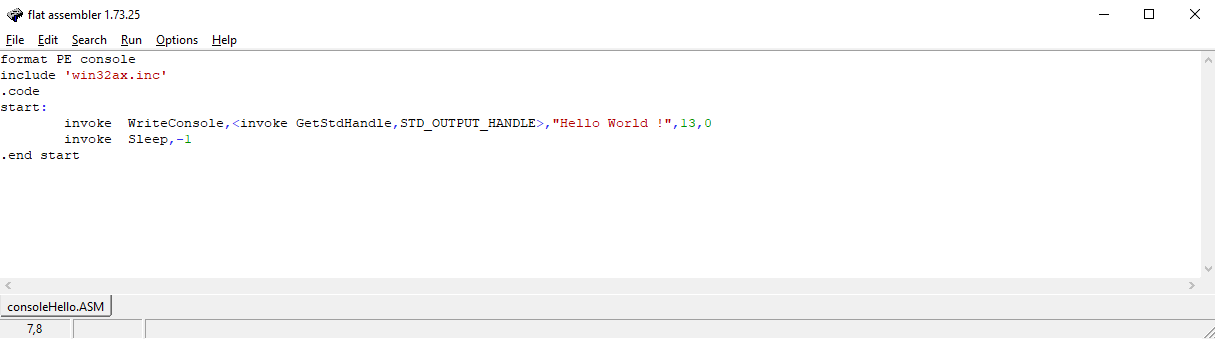 flat assembler 1.73.25
File Edit Search Run Options Help
format PE console
include 'win32ax.inc'
.code
start:
        invoke  WriteConsole,<invoke GetStdHandle,STD_OUTPUT_HANDLE>,"Hello World !",13,0
        invoke  Sleep,-1
.end start
consoleHello.ASM
7,8